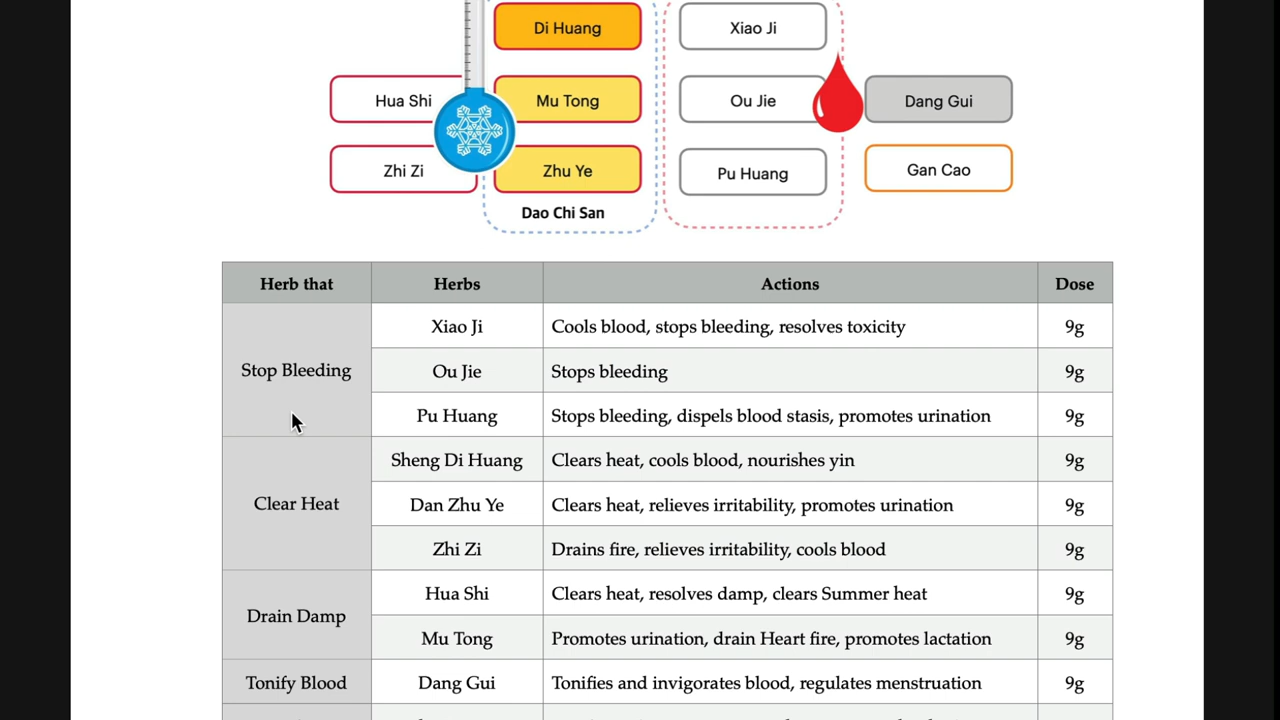 Di Huang
Xiao Ji
Hua Shi
Mu Tong
Ou Jie
Dang Gui
Zhi Zi
Zhu Ye
Pu Huang
Gan Cao
Dao Chi San
Herb that Herbs Actions Dose
Stop Bleeding
Xiao Ji Cools blood, stops bleeding, resolves toxicity 9g
Ou Jie Stops bleeding 9g
Pu Huang Stops bleeding, dispels blood stasis, promotes urination 9g
Clear Heat
Sheng Di Huang Clears heat, cools blood, nourishes yin 9g
Dan Zhu Ye Clears heat, relieves irritability, promotes urination 9g
Zhi Zi Drains fire, relieves irritability, cools blood 9g
Drain Damp
Hua Shi Clears heat, resolves damp, clears Summer heat 9g
Mu Tong Promotes urination, drain Heart fire, promotes lactation 9g
Tonify Blood Dang Gui Tonifies and invigorates blood, regulates menstruation 9g